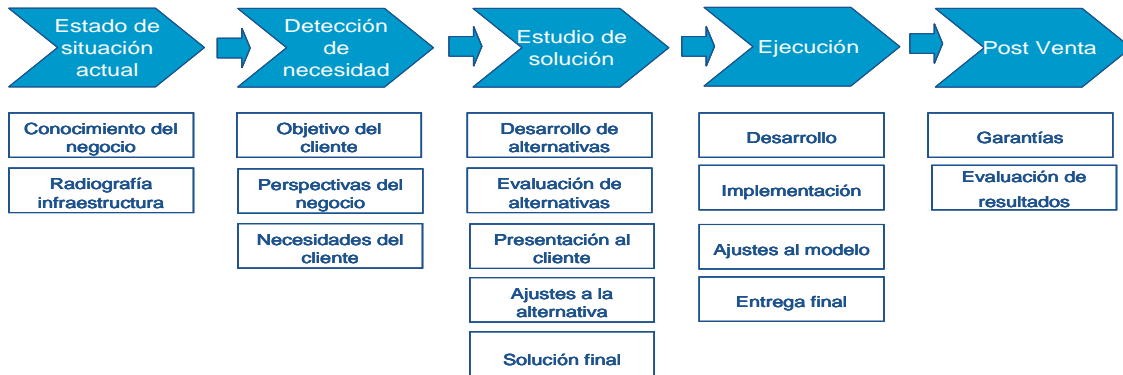 Estado de
situación
actual
Detección
de
necesidad
Estudio de
solución
Ejecución
Post Venta
Conocimiento del
negocio
Radiografía
infraestructura
Objetivo del
cliente
Perspectivas del
negocio
Necesidades del
cliente
Desarrollo de
alternativas
Evaluación de
alternativas
Presentación al
cliente
Ajustes a la
alternativa
Solución final
Desarrollo
Implementación
Ajustes al modelo
Entrega final
Garantías
Evaluación de
resultados